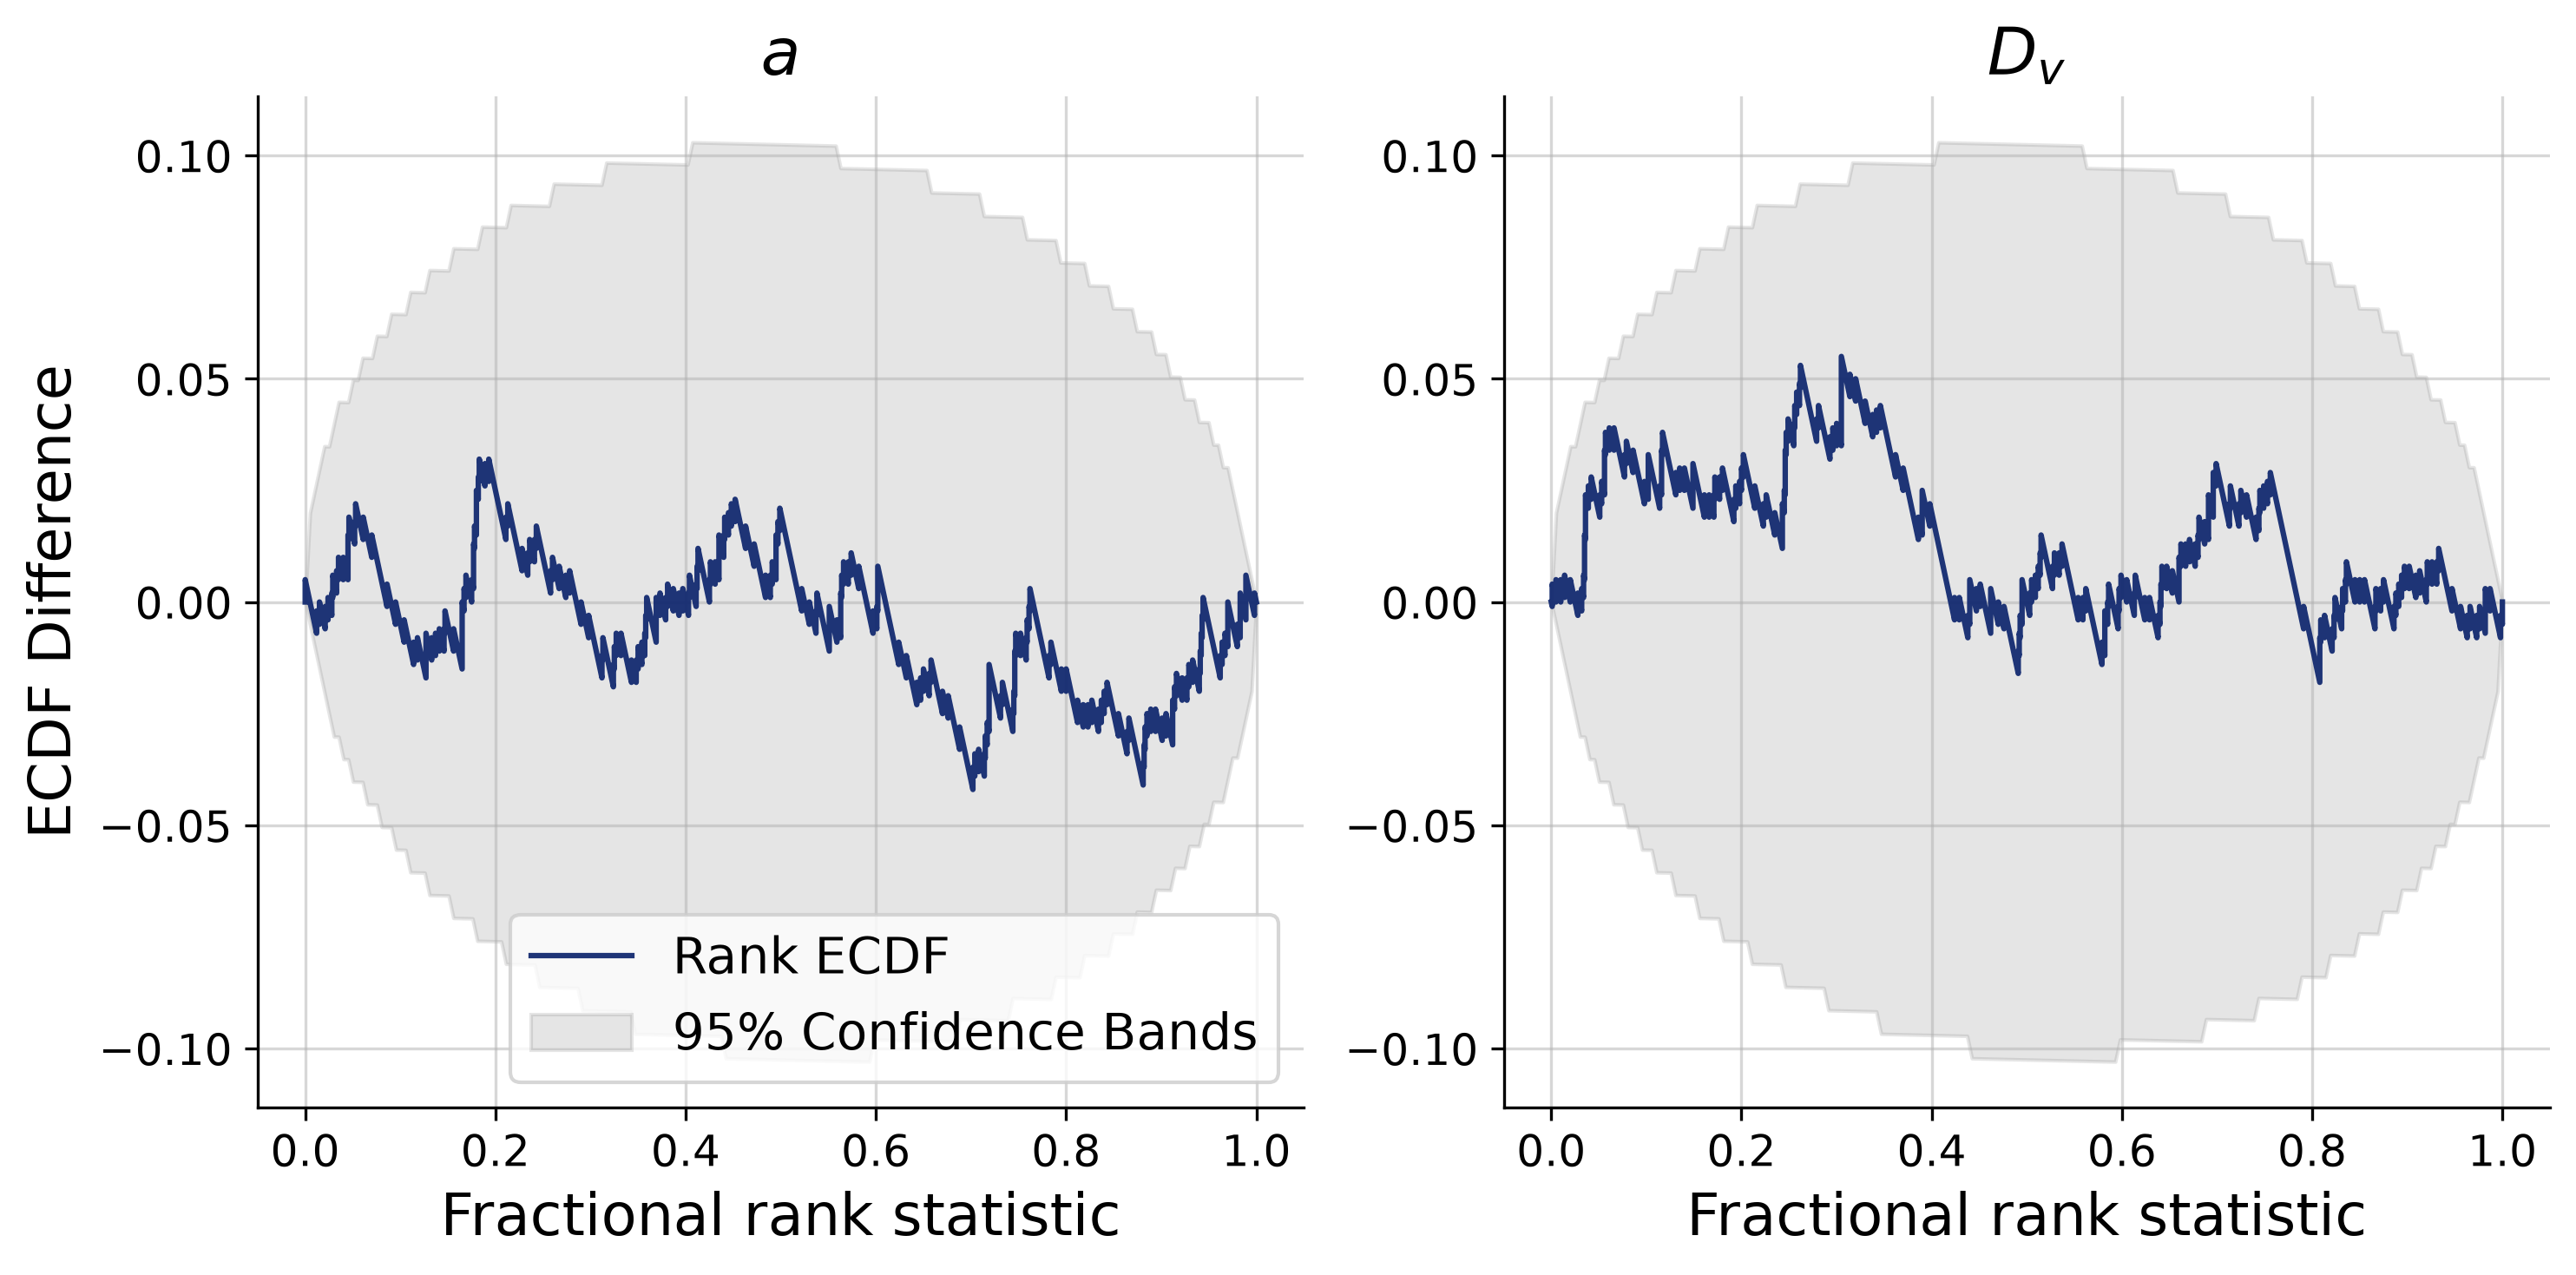 a
D_v
ECDF Difference
0.10
0.05
0.00
−0.05
−0.10
Rank ECDF
95% Confidence Bands
0.0 0.2 0.4 0.6 0.8 1.0
Fractional rank statistic
0.10
0.05
0.00
−0.05
−0.10
0.0 0.2 0.4 0.6 0.8 1.0
Fractional rank statistic